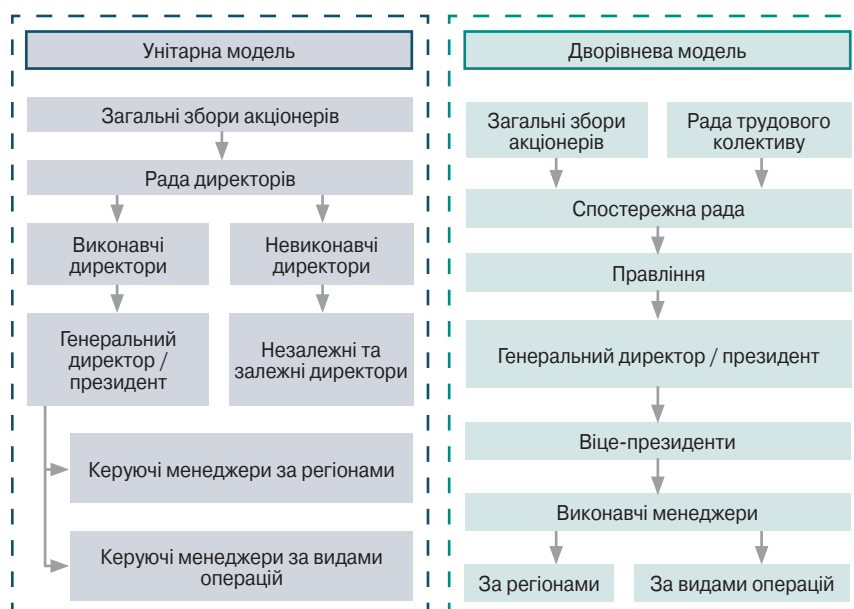 Унітарна модель
Загальні збори акціонерів
Рада директорів
Виконавчі
директори
Невиконавчі
директори
Генеральний
директор /
президент
Незалежні та
залежні директори
Керуючі менеджери за регіонами
Керуючі менеджери за видами
операцій
Дворівнева модель
Загальні збори
акціонерів
Рада трудового
колективу
Спостережна рада
Правління
Генеральний директор / президент
Віце-президенти
Виконавчі менеджери
За регіонами
За видами операцій